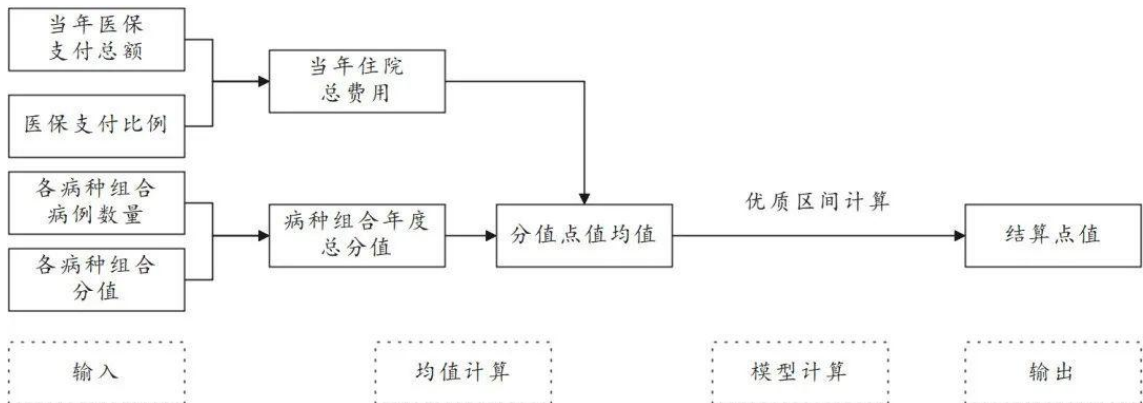 当年医保
支付总额
医保支付比例
当年住院
总费用
各病种组合
病例数量
各病种组合
分值
病种组合年度
总分值
分值点值均值
优质区间计算
结算点值
输入
均值计算
模型计算
输出